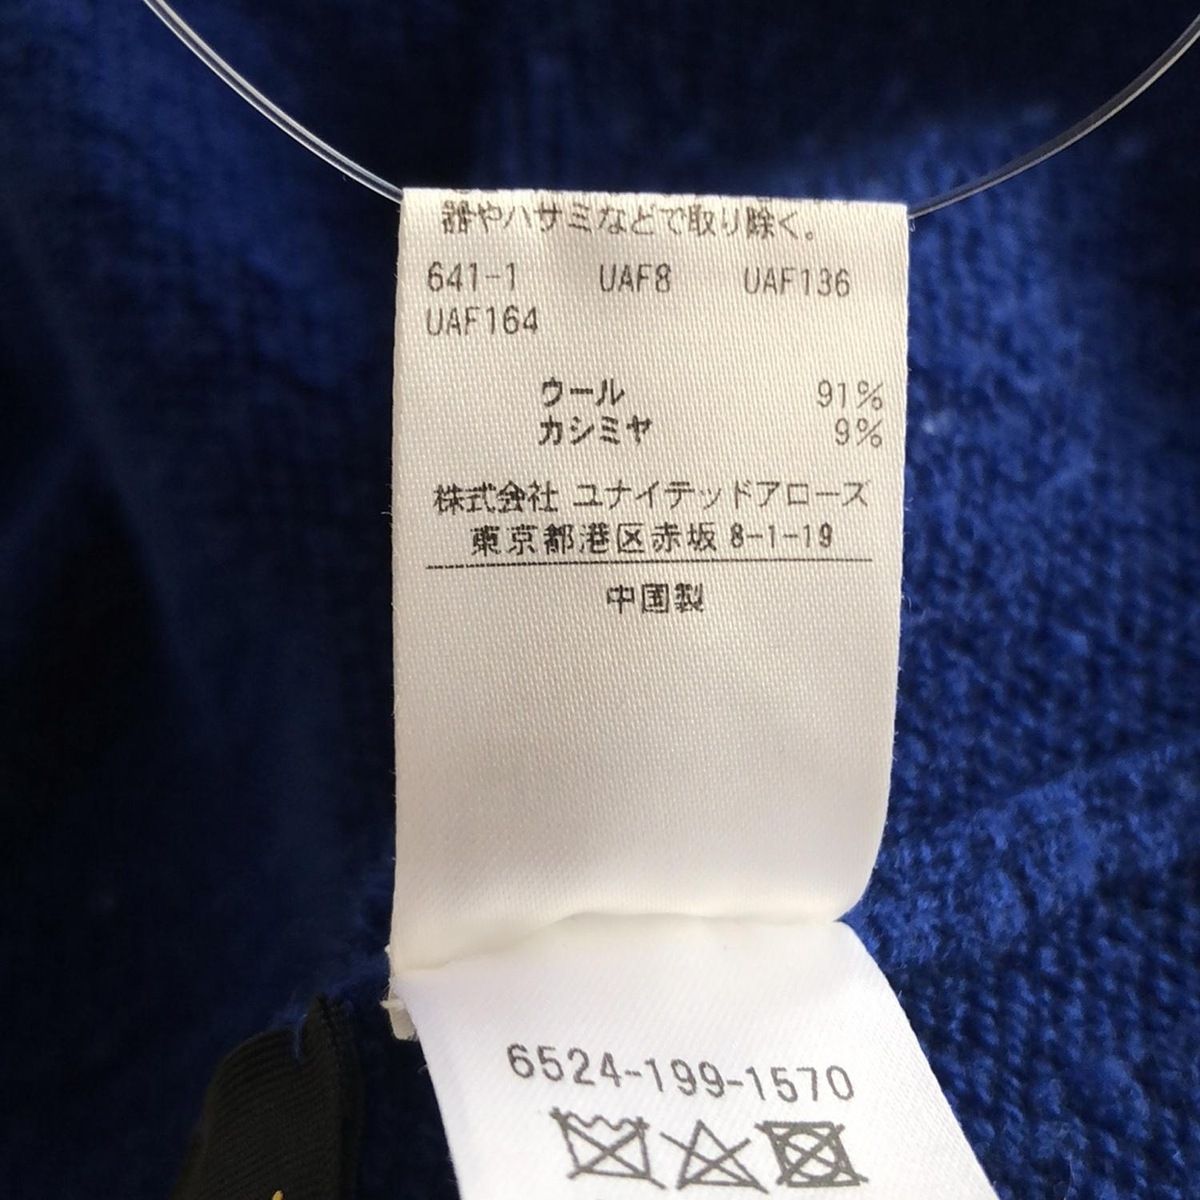 器やハサミなどで取り除く。
641-1 UAF8 UAF136
UAF164
ウール 91%
カシミヤ 9%
株式会社 ユナイテッドアローズ
東京都港区赤坂 8-1-19
中国製
6524-199-1570